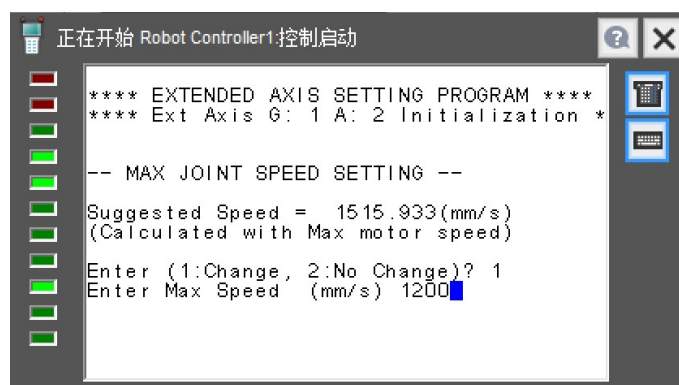 正在开始 Robot Controller1:控制启动
**** EXTENDED AXIS SETTING PROGRAM ****
**** Ext Axis G: 1 A: 2 Initialization *
-- MAX JOINT SPEED SETTING --
Suggested Speed = 1515.933(mm/s)
(Calculated with Max motor speed)
Enter (1:Change, 2:No Change)? 1
Enter Max Speed (mm/s) 1200